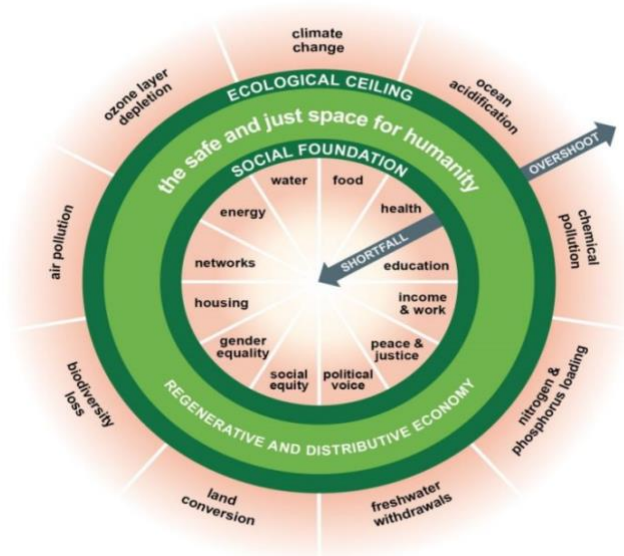 climate
change
ocean
acidification
OVERSHOOT
chemical
pollution
nitrogen &
phosphorus loading
freshwater
withdrawals
land
conversion
biodiversity
loss
air pollution
ozone layer
depletion
ECOLOGICAL CEILING
the safe and just space for humanity
SOCIAL FOUNDATION
water
food
health
SHORTFALL
education
income
& work
peace &
justice
political
voice
social
equity
gender
equality
housing
networks
energy
REGENERATIVE AND DISTRIBUTIVE ECONOMY